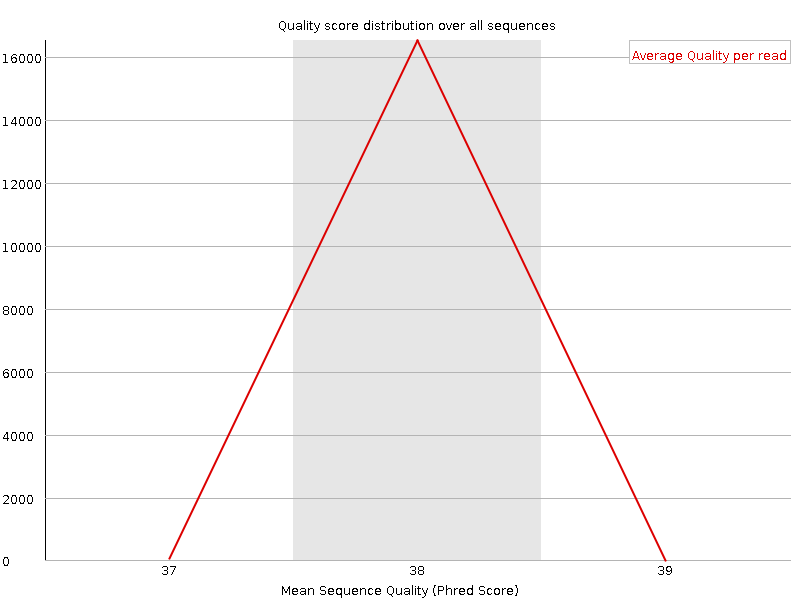 Quality score distribution over all sequences
Average Quality per read
16000
14000
12000
10000
8000
6000
4000
2000
0
37 38 39
Mean Sequence Quality (Phred Score)